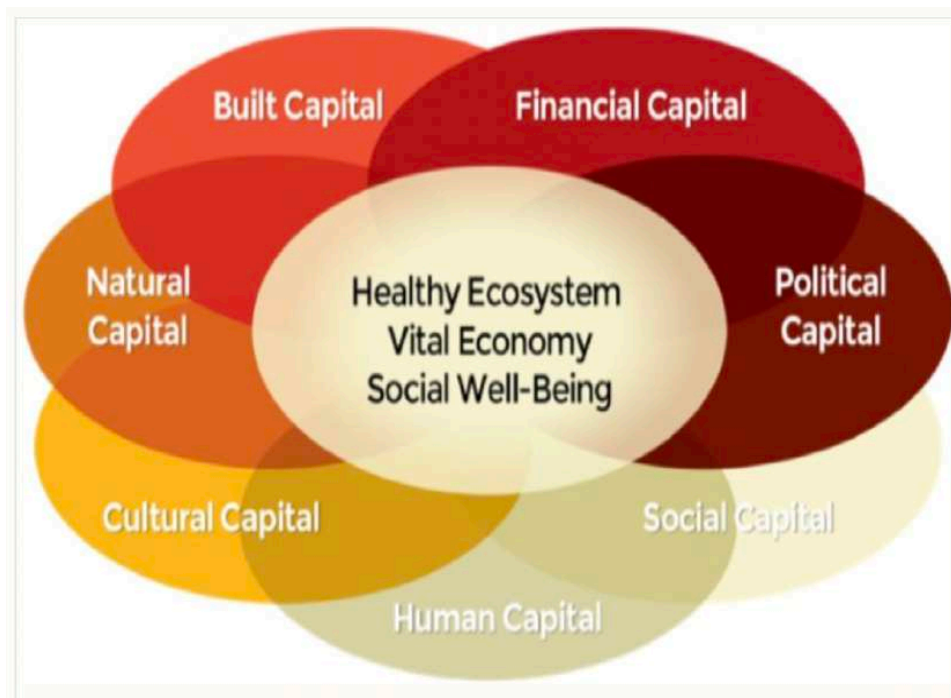 Built Capital
Financial Capital
Natural
Capital
Healthy Ecosystem
Vital Economy
Social Well-Being
Political
Capital
Cultural Capital
Social Capital
Human Capital